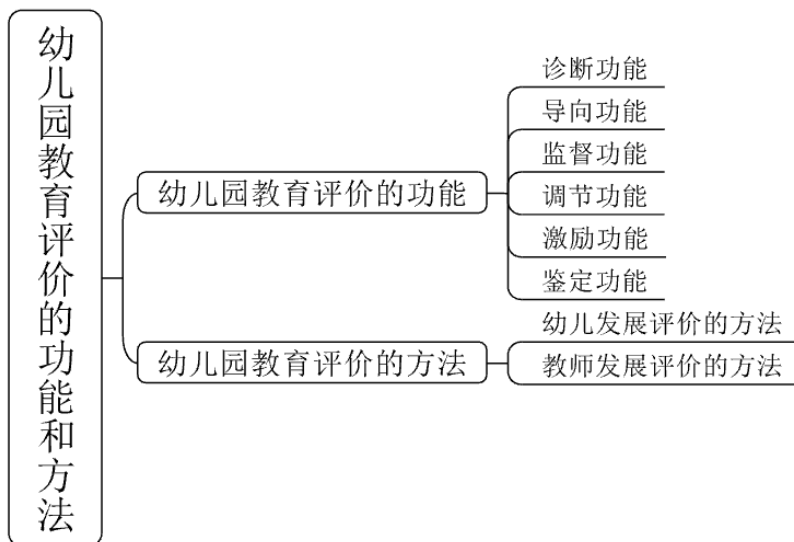 幼儿园教育评价的功能和方法
幼儿园教育评价的功能
诊断功能
导向功能
监督功能
调节功能
激励功能
鉴定功能
幼儿园教育评价的方法
幼儿发展评价的方法
教师发展评价的方法